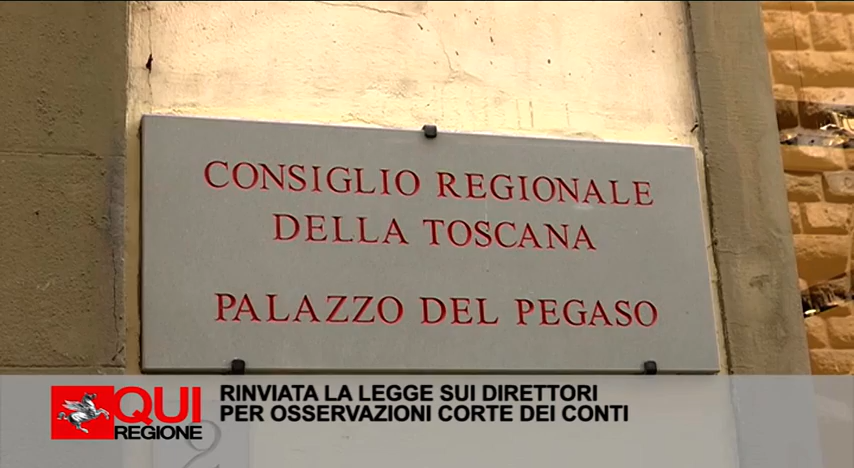 CONSIGLIO REGIONALE
DELLA TOSCANA
PALAZZO DEL PEGASO
QUI
REGIONE
RINVIATA LA LEGGE SUI DIRETTORI
PER OSSERVAZIONI CORTE DEI CONTI
2